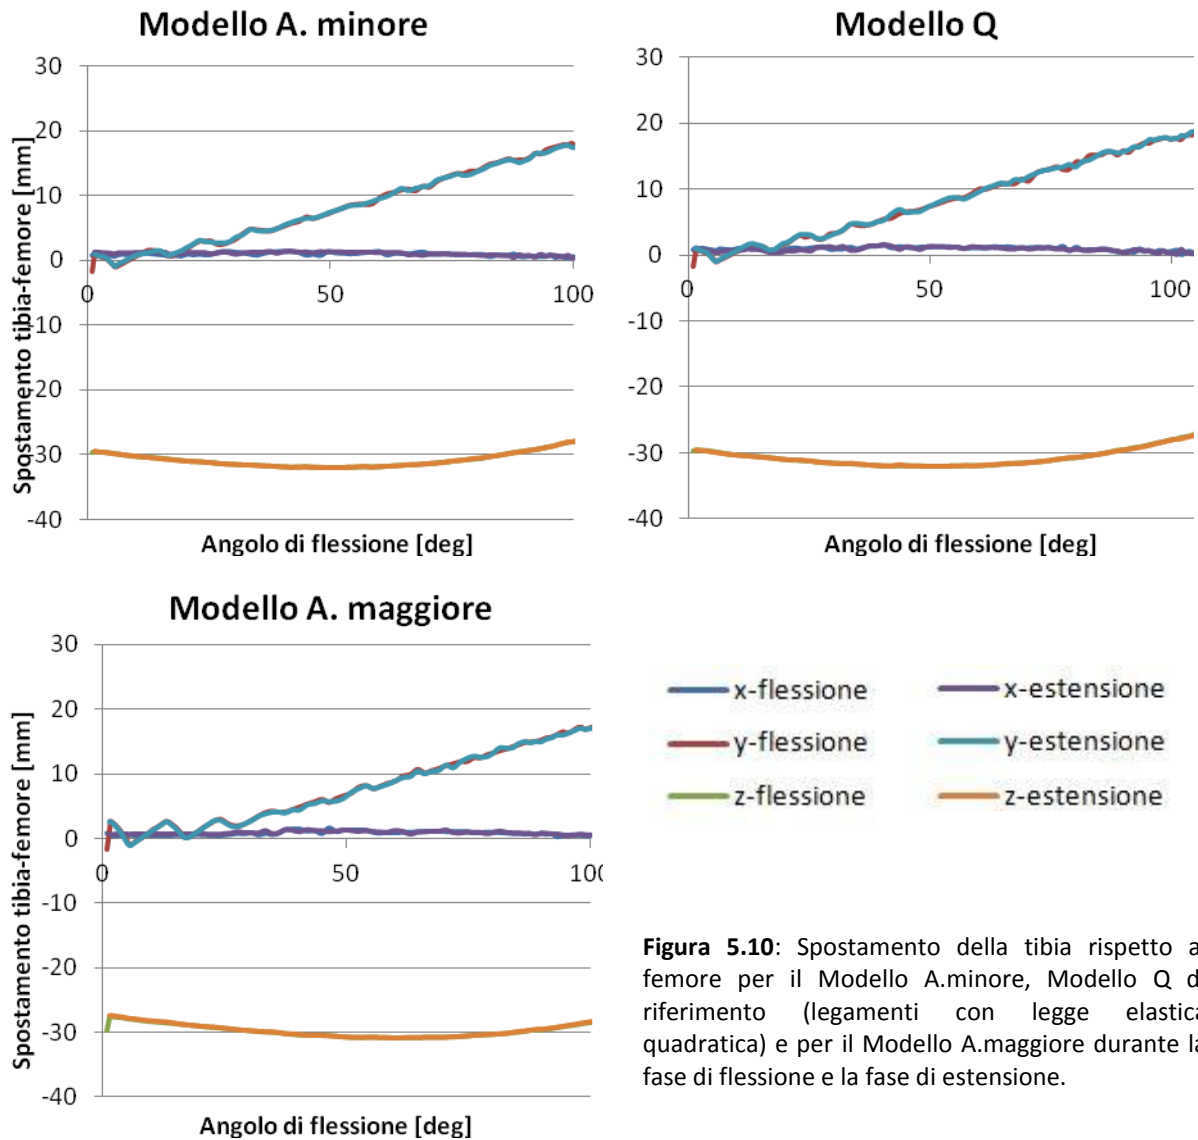 Modello A. minore
30
20
10
0
-10
-20
-30
-40
0
50
100
Spostamento tibia-femore [mm]
Angolo di flessione [deg]
Modello Q
30
20
10
0
-10
-20
-30
-40
0
50
100
Angolo di flessione [deg]
Modello A. maggiore
30
20
10
0
-10
-20
-30
-40
0
50
100
Spostamento tibia-femore [mm]
Angolo di flessione [deg]
x-flessione
x-estensione
y-flessione
y-estensione
z-flessione
z-estensione
Figura 5.10: Spostamento della tibia rispetto a
femore per il Modello A.minore, Modello Q d
riferimento (legamenti con legge elastica
quadratica) e per il Modello A.maggiore durante la
fase di flessione e la fase di estensione.